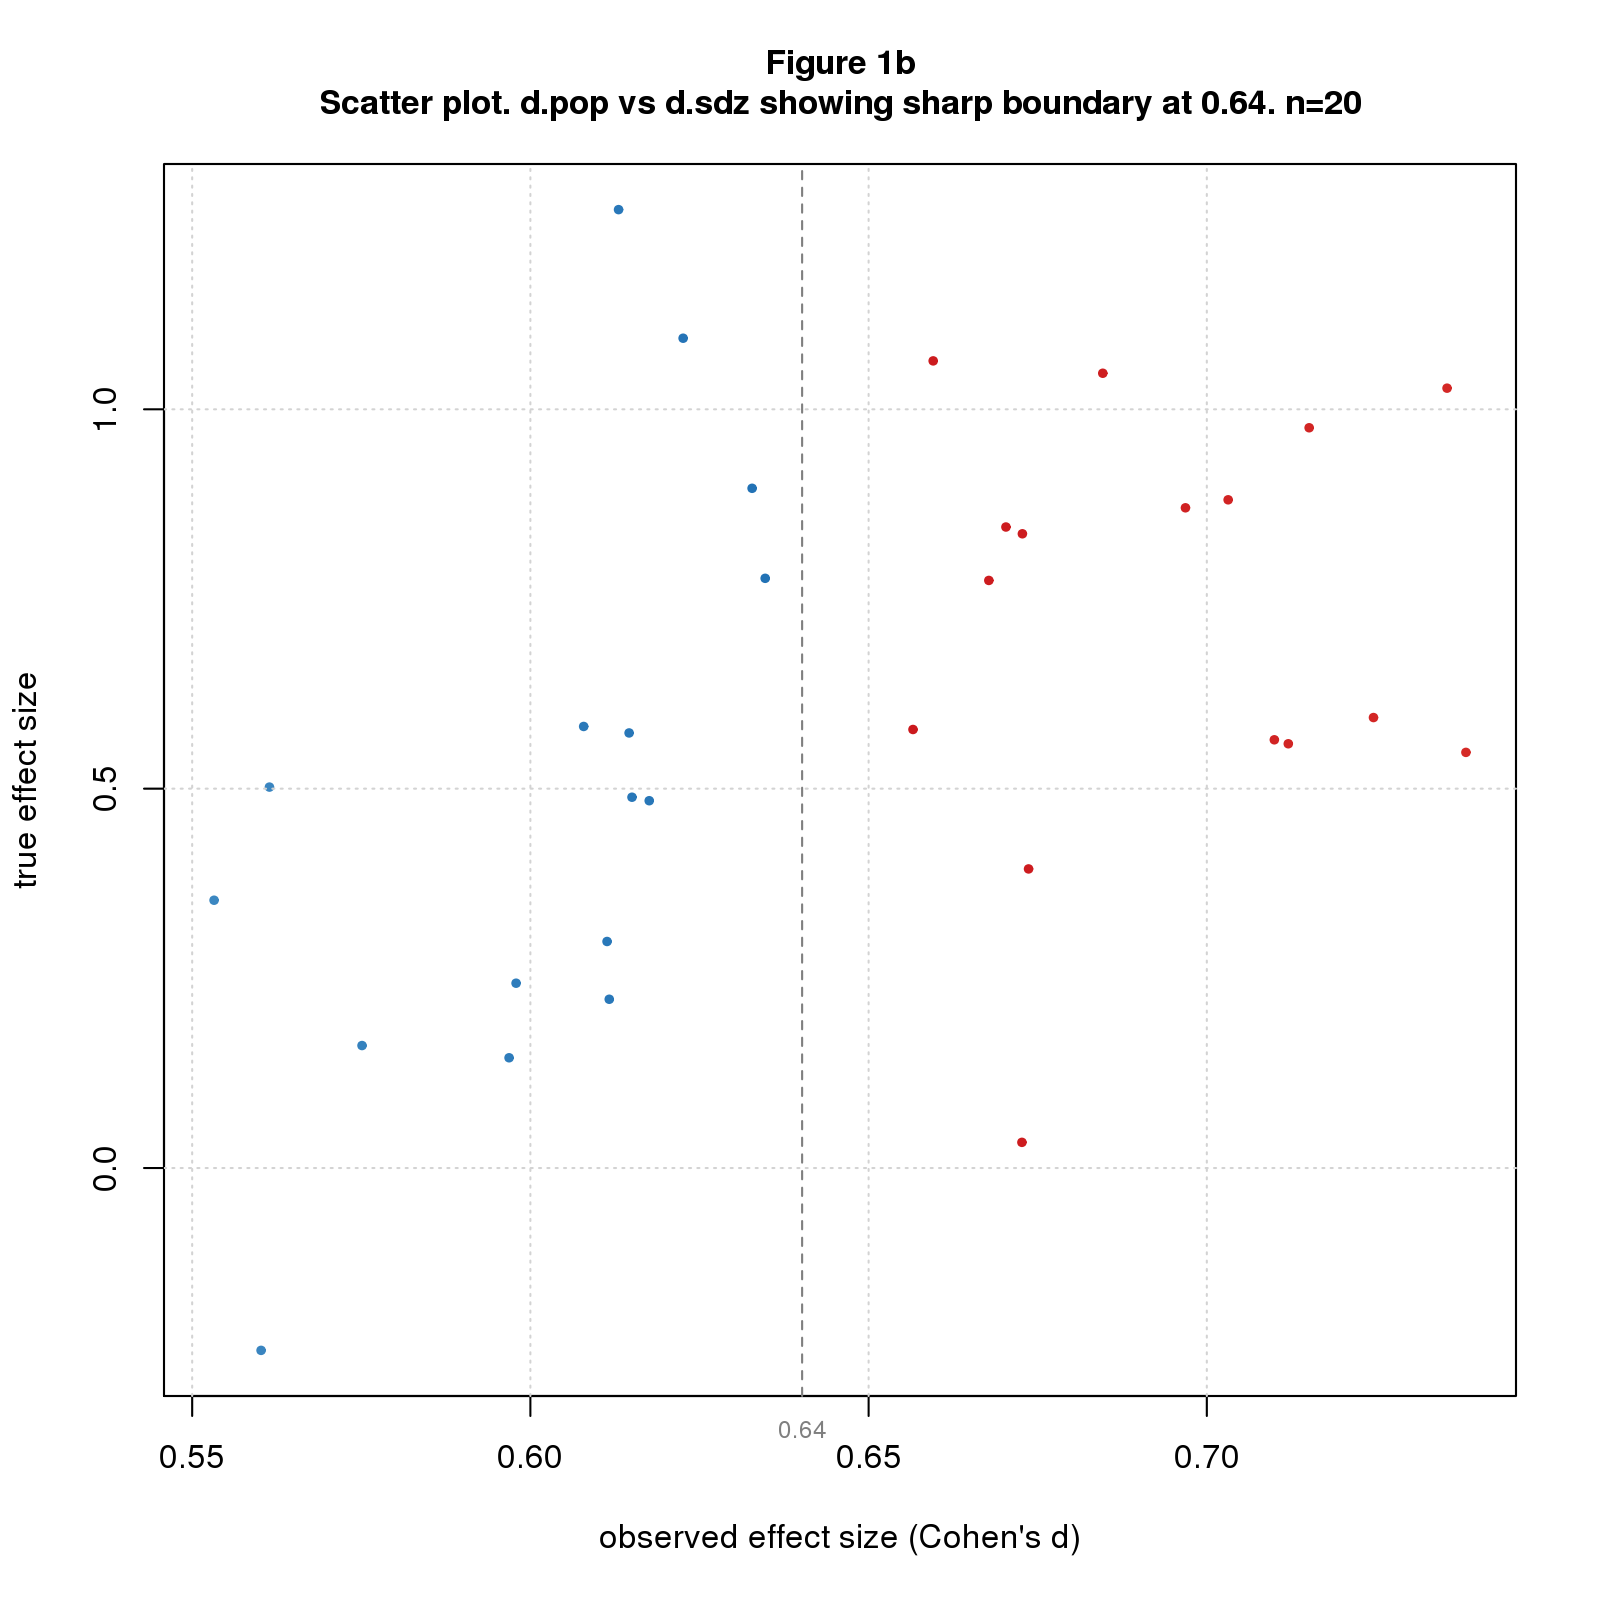 Figure 1b
Scatter plot. d.pop vs d.sdz showing sharp boundary at 0.64. n=20
1.0
0.5
0.0
true effect size
0.64
0.55 0.60 0.65 0.70
observed effect size (Cohen's d)